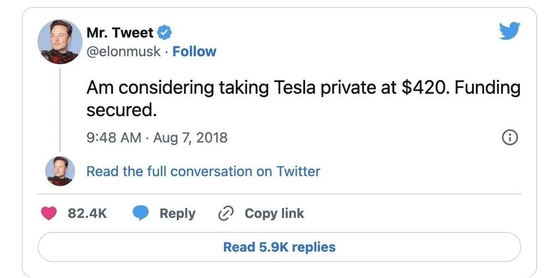 Mr. Tweet
@elonmusk · Follow
Am considering taking Tesla private at $420. Funding
secured.
9:48 AM · Aug 7, 2018
Read the full conversation on Twitter
82.4K Reply Copy link
Read 5.9K replies